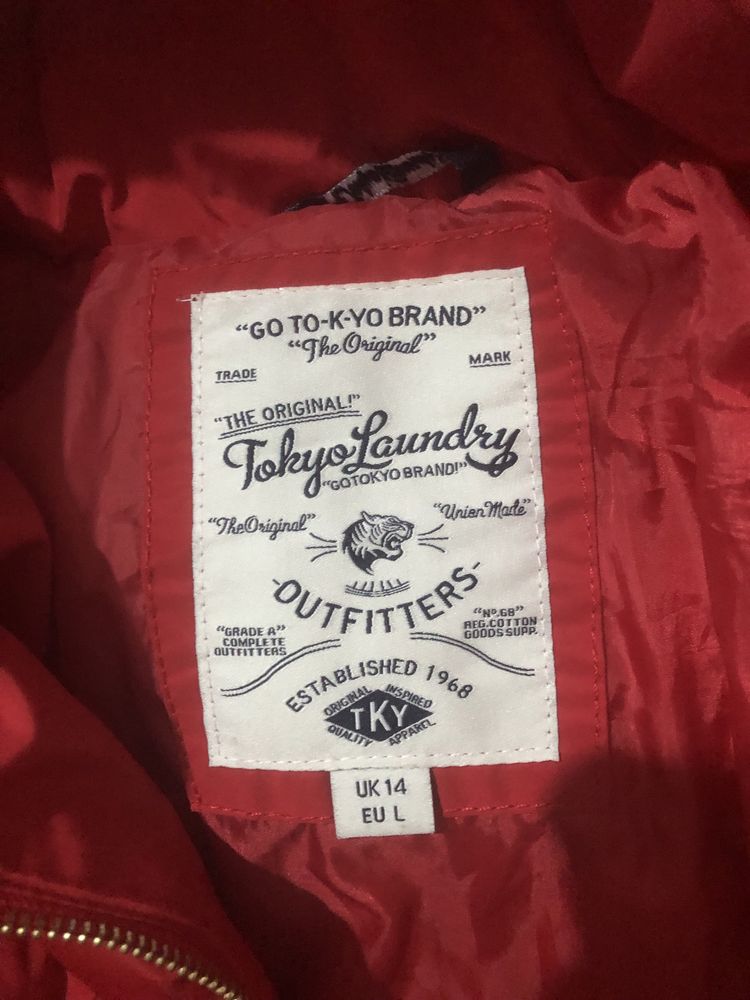 "GO TO-K-YO BRAND"
"The Original"
TRADE MARK
"THE ORIGINAL!"
Tokyo Laundry
"GOTOKYO BRAND!"
"The Original" "Union Made"
-OUTFITTERS-
"GRADE A"
COMPLETE
OUTFITTERS
"Nº.68"
REG.COTTON
GOODS SUPP.
ESTABLISHED 1968
ORIGINAL INSPIRED
TKY
QUALITY APPAREL
UK 14
EU L